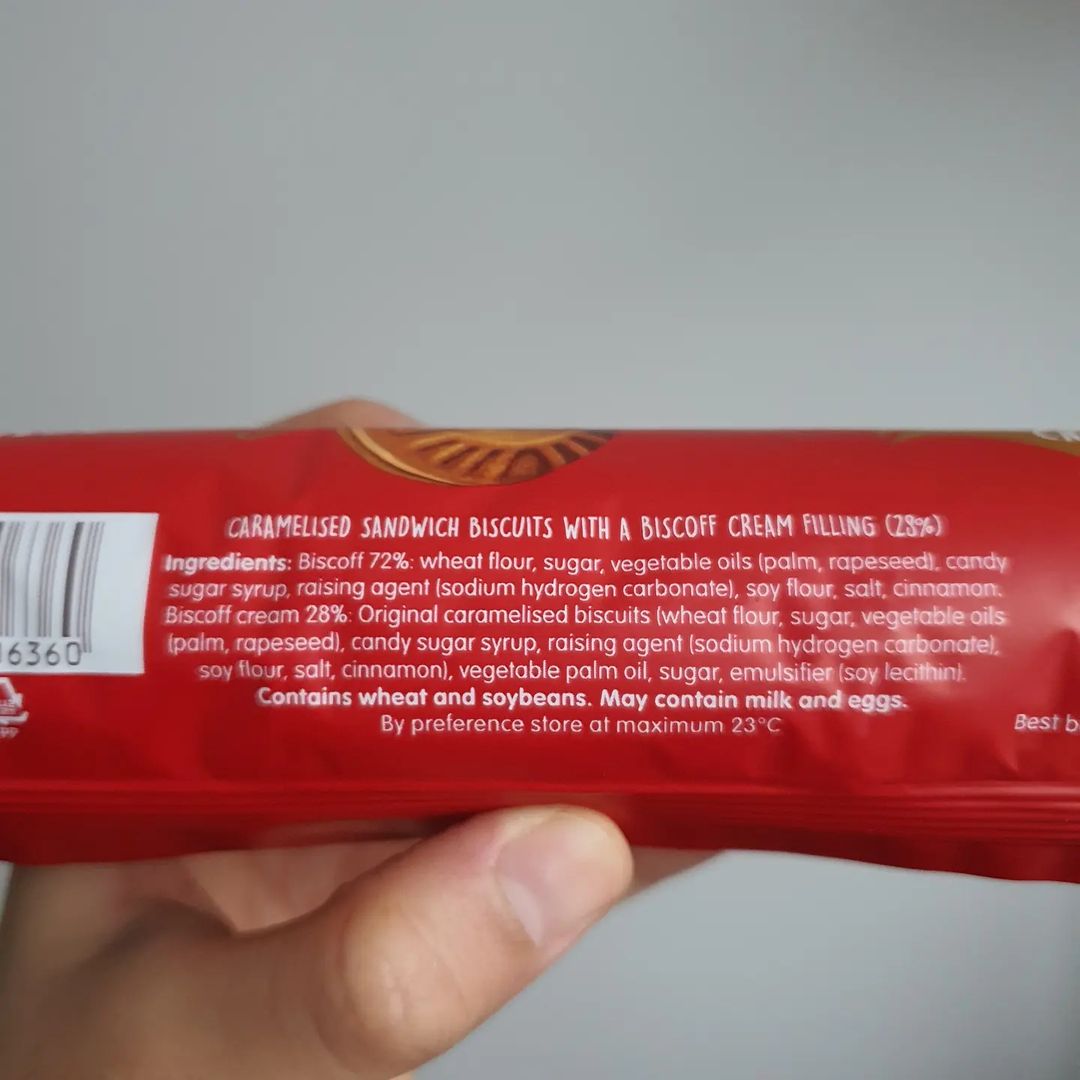 CARAMELISED SANDWICH BISCUITS WITH A BISCOFF CREAM FILLING (28%)
Ingredients: Biscoff 72%: wheat flour, sugar, vegetable oils (palm, rapeseed), candy
sugar syrup, raising agent (sodium hydrogen carbonate), soy flour, salt, cinnamon.
Biscoff cream 28%: Original caramelised biscuits (wheat flour, sugar, vegetable oils
(palm, rapeseed), candy sugar syrup, raising agent (sodium hydrogen carbonate),
soy flour, salt, cinnamon), vegetable palm oil, sugar, emulsifier (soy lecithin).
Contains wheat and soybeans. May contain milk and eggs.
By preference store at maximum 23°C
6360
PP
Best b